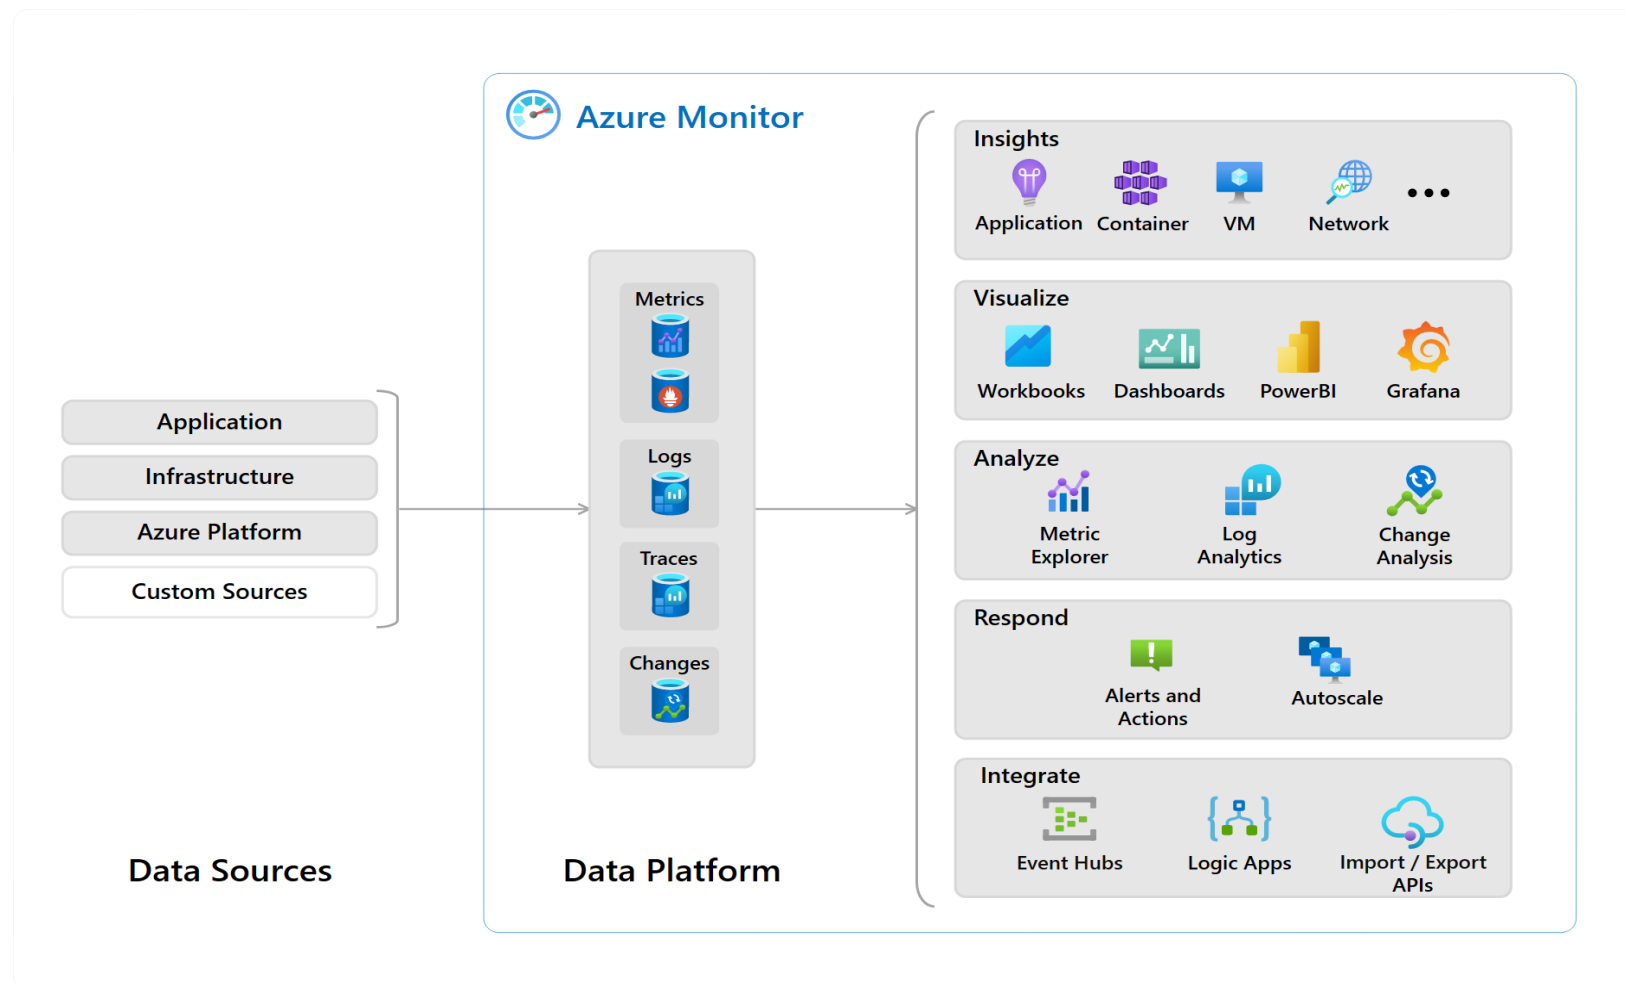 Azure Monitor
Application
Infrastructure
Azure Platform
Custom Sources
Data Sources
Metrics
Logs
Traces
Changes
Data Platform
Insights
Application
Container
VM
Network
...
Visualize
Workbooks
Dashboards
PowerBI
Grafana
Analyze
Metric
Explorer
Log
Analytics
Change
Analysis
Respond
Alerts and
Actions
Autoscale
Integrate
Event Hubs
Logic Apps
Import / Export
APIs